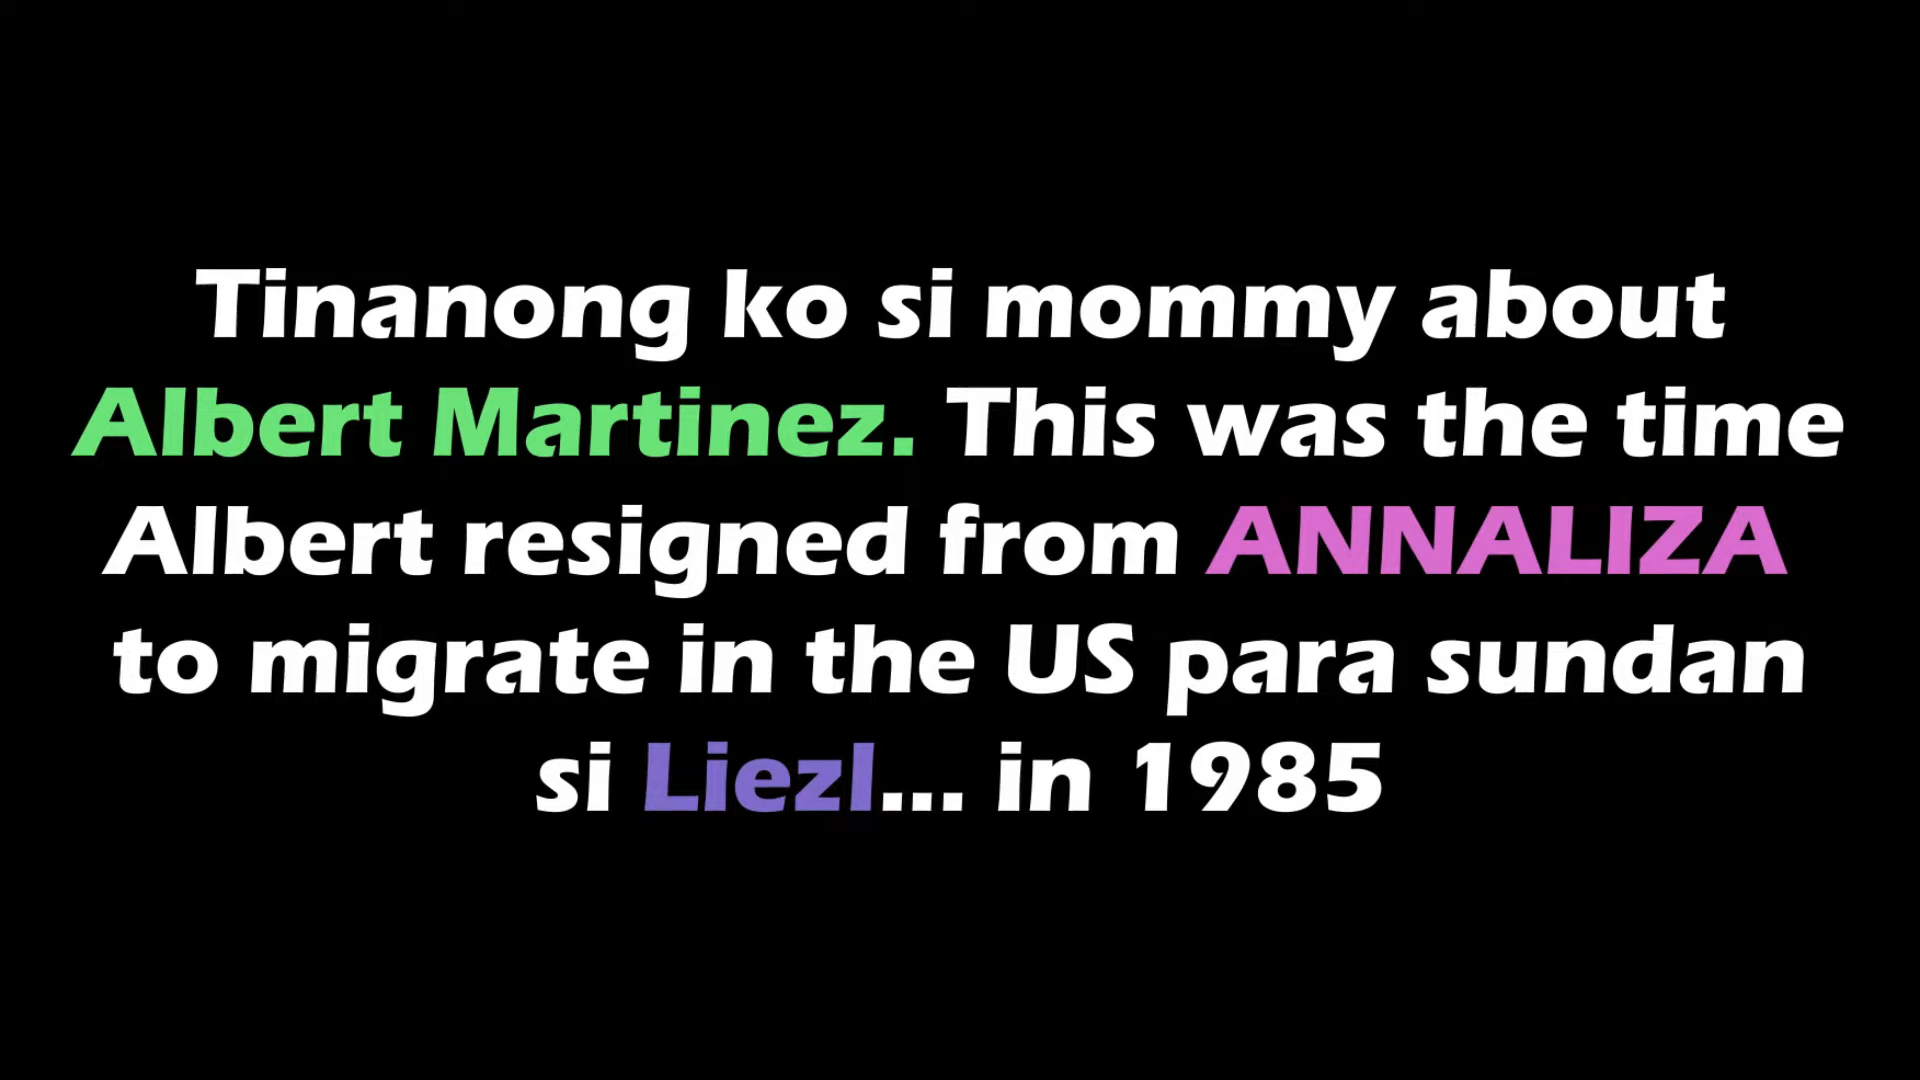 Tinanong ko si mommy about
Albert Martinez. This was the time
Albert resigned from ANNALIZA
to migrate in the US para sundan
si Liezl... in 1985